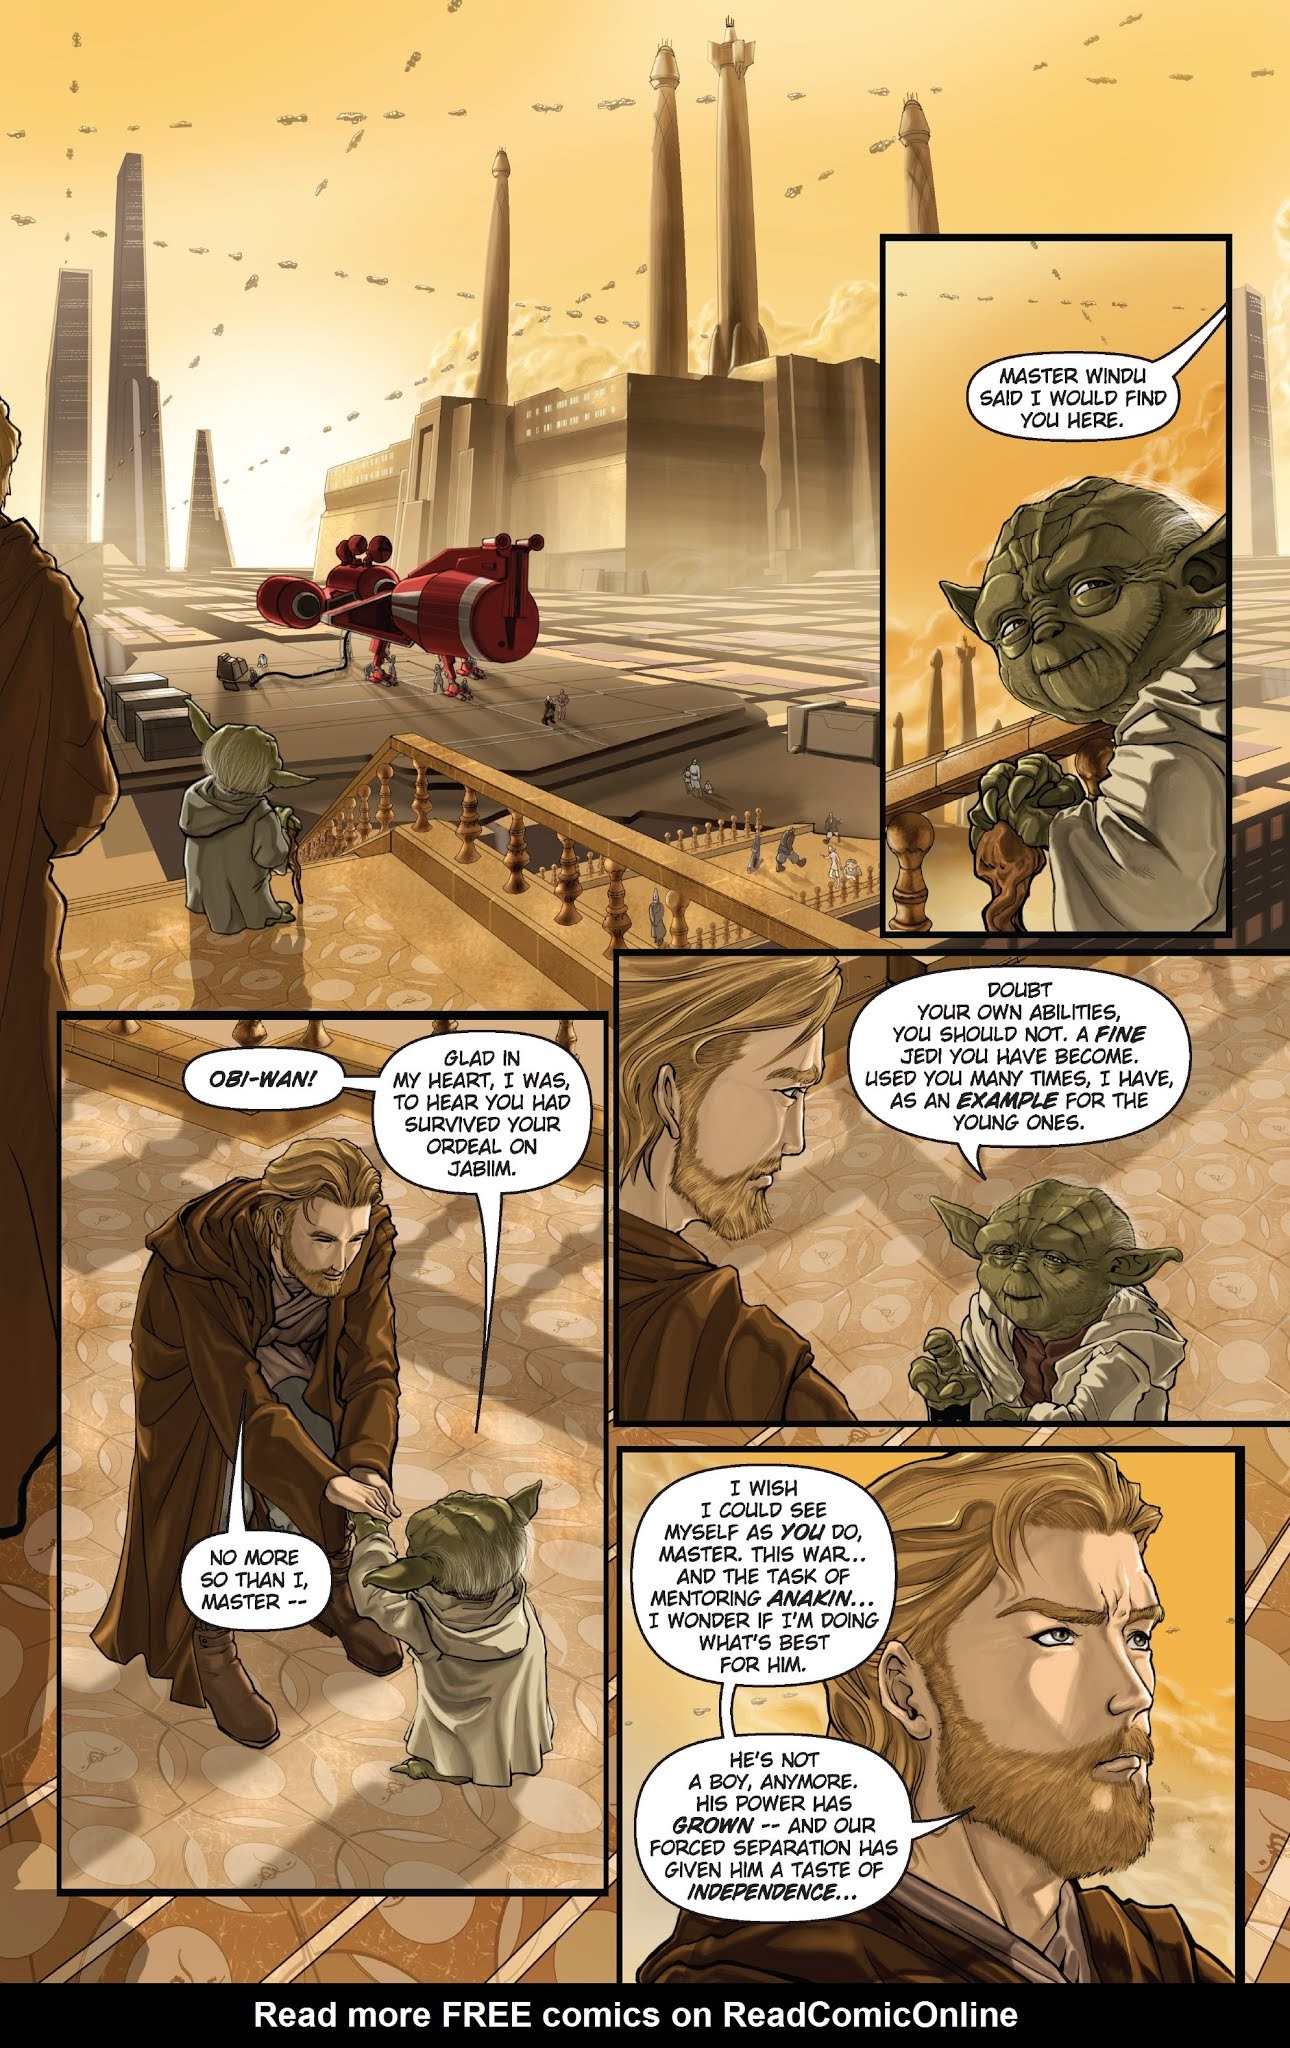 MASTER WINDU
SAID I WOULD FIND
YOU HERE.
OBI-WAN!
GLAD IN
MY HEART, I WAS,
TO HEAR YOU HAD
SURVIVED YOUR
ORDEAL ON
JABIIM.
NO MORE
SO THAN I,
MASTER --
DOUBT
YOUR OWN ABILITIES,
YOU SHOULD NOT. A FINE
JEDI YOU HAVE BECOME.
USED YOU MANY TIMES, I HAVE,
AS AN EXAMPLE FOR THE
YOUNG ONES.
I WISH
I COULD SEE
MYSELF AS YOU DO,
MASTER. THIS WAR...
AND THE TASK OF
MENTORING ANAKIN...
I WONDER IF I'M DOING
WHAT'S BEST
FOR HIM.
HE'S NOT
A BOY, ANYMORE.
HIS POWER HAS
GROWN -- AND OUR
FORCED SEPARATION HAS
GIVEN HIM A TASTE OF
INDEPENDENCE...
Read more FREE comics on ReadComicOnline